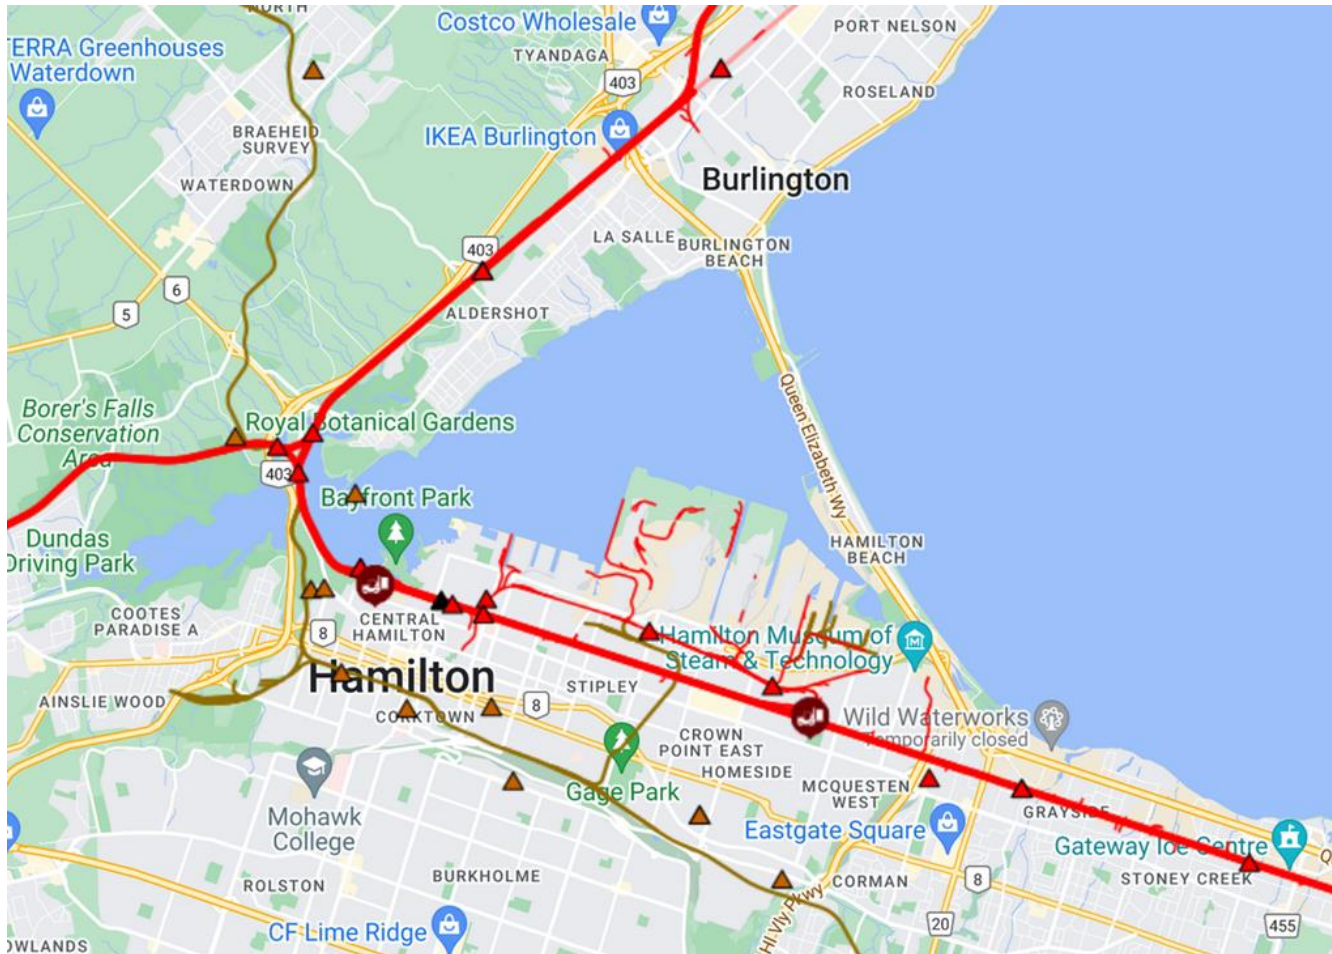 NORTH
Costco Wholesale
PORT NELSON
TERRA Greenhouses
Waterdown
TYANDAGA
403
ROSELAND
BRAEHEID
SURVEY
IKEA Burlington
WATERDOWN
Burlington
LA SALLE
BURLINGTON
BEACH
403
6
5
ALDERSHOT
Queen Elizabeth Wy
Borer's Falls
Conservation
Area
Royal Botanical Gardens
403
Bayfront Park
Dundas
Driving Park
HAMILTON
BEACH
COOTES
PARADISE A
CENTRAL
HAMILTON
8
Hamilton Museum of
Steam & Technology
Hamilton
STIPLEY
AINSLIE WOOD
8
CORKTOWN
Wild Waterworks
Temporarily closed
CROWN
POINT EAST
HOMESIDE
MCQUESTEN
WEST
Gage Park
GRAYSIDE
Mohawk
College
Eastgate Square
Gateway Ice Centre
Q
STONEY CREEK
BURKHOLME
ROLSTON
CORMAN
8
Hl Vly Pkwy
20
455
CF Lime Ridge
OWLANDS